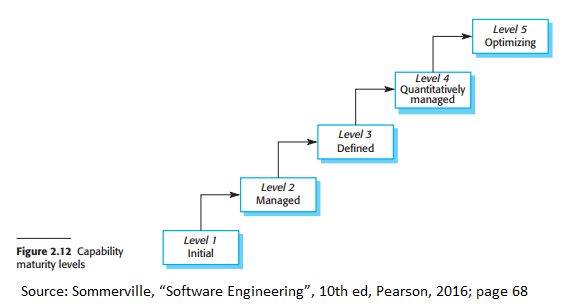 Level 5
Optimizing
Level 4
Quantitatively
managed
Level 3
Defined
Level 2
Managed
Level 1
Initial
Figure 2.12 Capability
maturity levels
Source: Sommerville, “Software Engineering”, 10th ed, Pearson, 2016; page 68